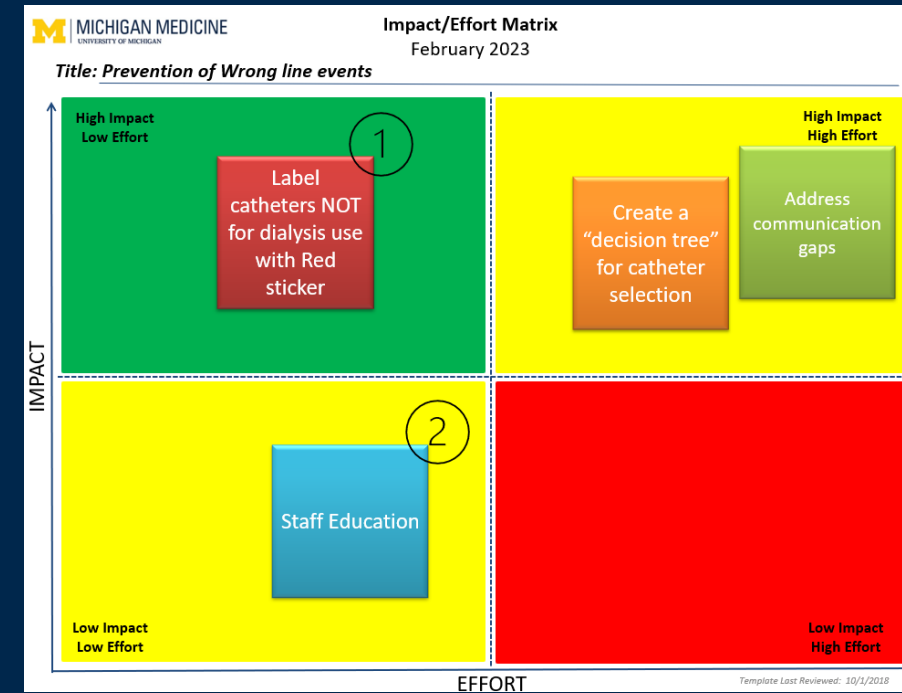 MICHIGAN MEDICINE
UNIVERSITY OF MICHIGAN
Impact/Effort Matrix
February 2023
Title: Prevention of Wrong line events
High Impact
Low Effort
1
Label
catheters NOT
for dialysis use
with Red
sticker
High Impact
High Effort
Create a
“decision tree”
for catheter
selection
Address
communication
gaps
IMPACT
2
Staff Education
Low Impact
Low Effort
Low Impact
High Effort
EFFORT
Template Last Reviewed: 10/1/2018